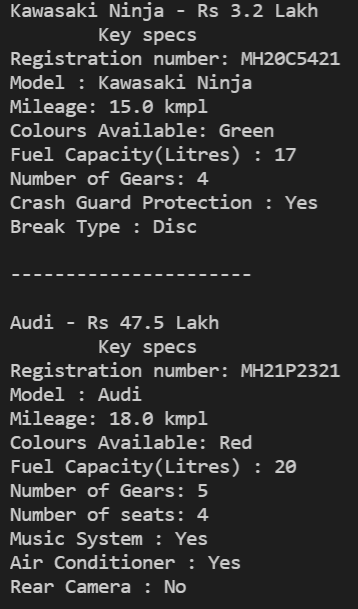 Kawasaki Ninja - Rs 3.2 Lakh
Key specs
Registration number: MH20C5421
Model : Kawasaki Ninja
Mileage: 15.0 kmpl
Colours Available: Green
Fuel Capacity(Litres) : 17
Number of Gears: 4
Crash Guard Protection : Yes
Break Type : Disc
----------------------
Audi - Rs 47.5 Lakh
Key specs
Registration number: MH21P2321
Model : Audi
Mileage: 18.0 kmpl
Colours Available: Red
Fuel Capacity(Litres) : 20
Number of Gears: 5
Number of seats: 4
Music System : Yes
Air Conditioner : Yes
Rear Camera : No